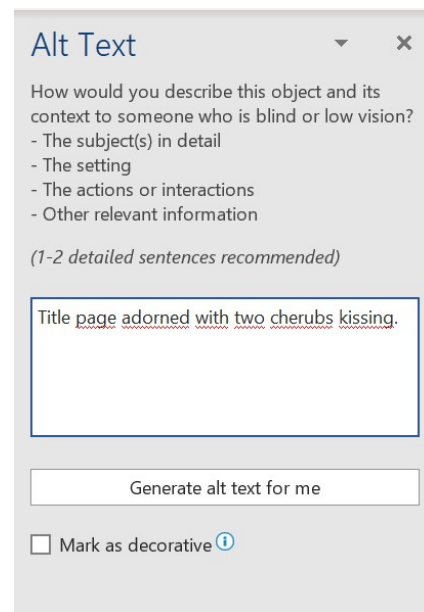 Alt Text
How would you describe this object and its
context to someone who is blind or low vision?
- The subject(s) in detail
- The setting
- The actions or interactions
- Other relevant information
(1-2 detailed sentences recommended)
Title page adorned with two cherubs kissing.
Generate alt text for me
Mark as decorative